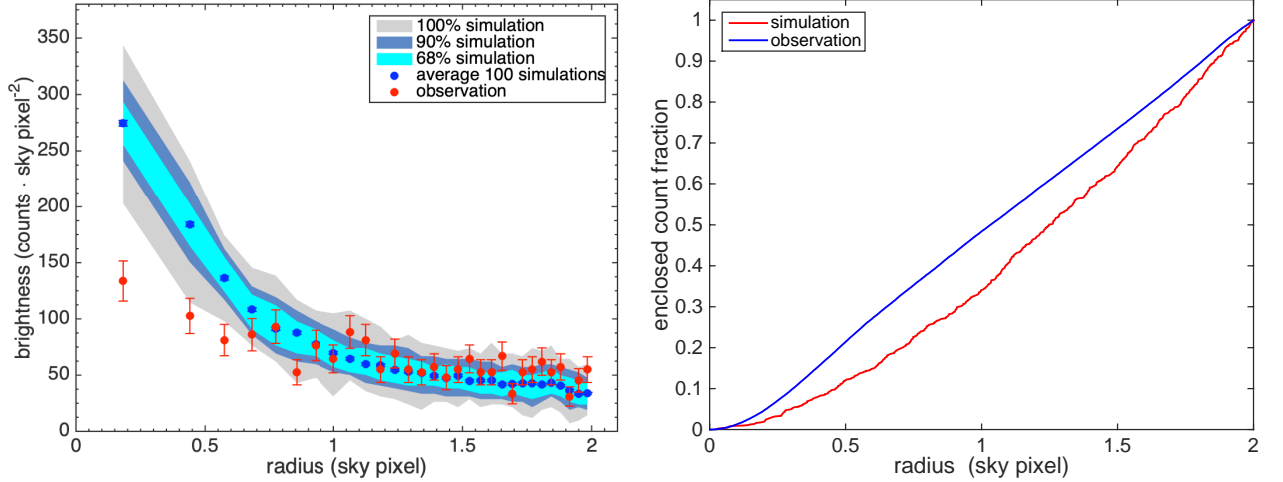 350
300
250
200
150
100
50
0
0
0.5
1
1.5
2
brightness (counts · sky pixel-2)
radius (sky pixel)
100% simulation
90% simulation
68% simulation
average 100 simulations
observation
1
0.9
0.8
0.7
0.6
0.5
0.4
0.3
0.2
0.1
0
0
0.5
1
1.5
2
enclosed count fraction
radius (sky pixel)
simulation
observation